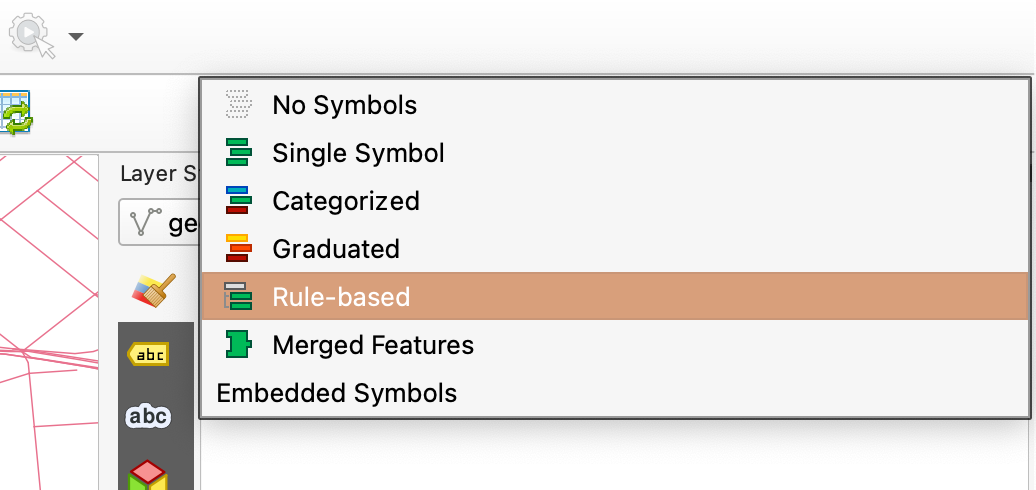 No Symbols
Single Symbol
Layer S
Categorized
ge
Graduated
Rule-based
abc
Merged Features
Embedded Symbols
abc